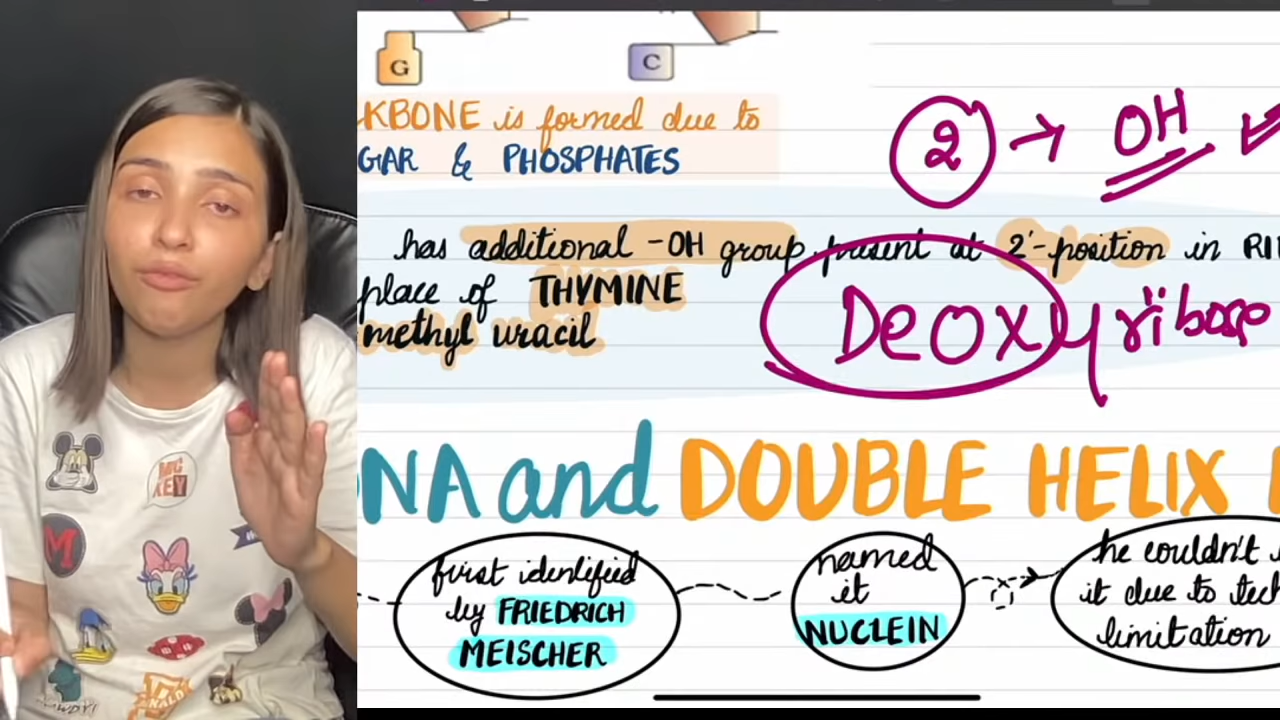 G
C
KBONE is formed due to
GAR & PHOSPHATES
2 → OH
has additional -OH group present at 2'-position in
place of THYMINE
methyl uracil
Deoxyribose
NA and DOUBLE HELIX
first identified
by FRIEDRICH
MEISCHER
named
it
NUCLEIN
he couldn't
it due to
limitation
M